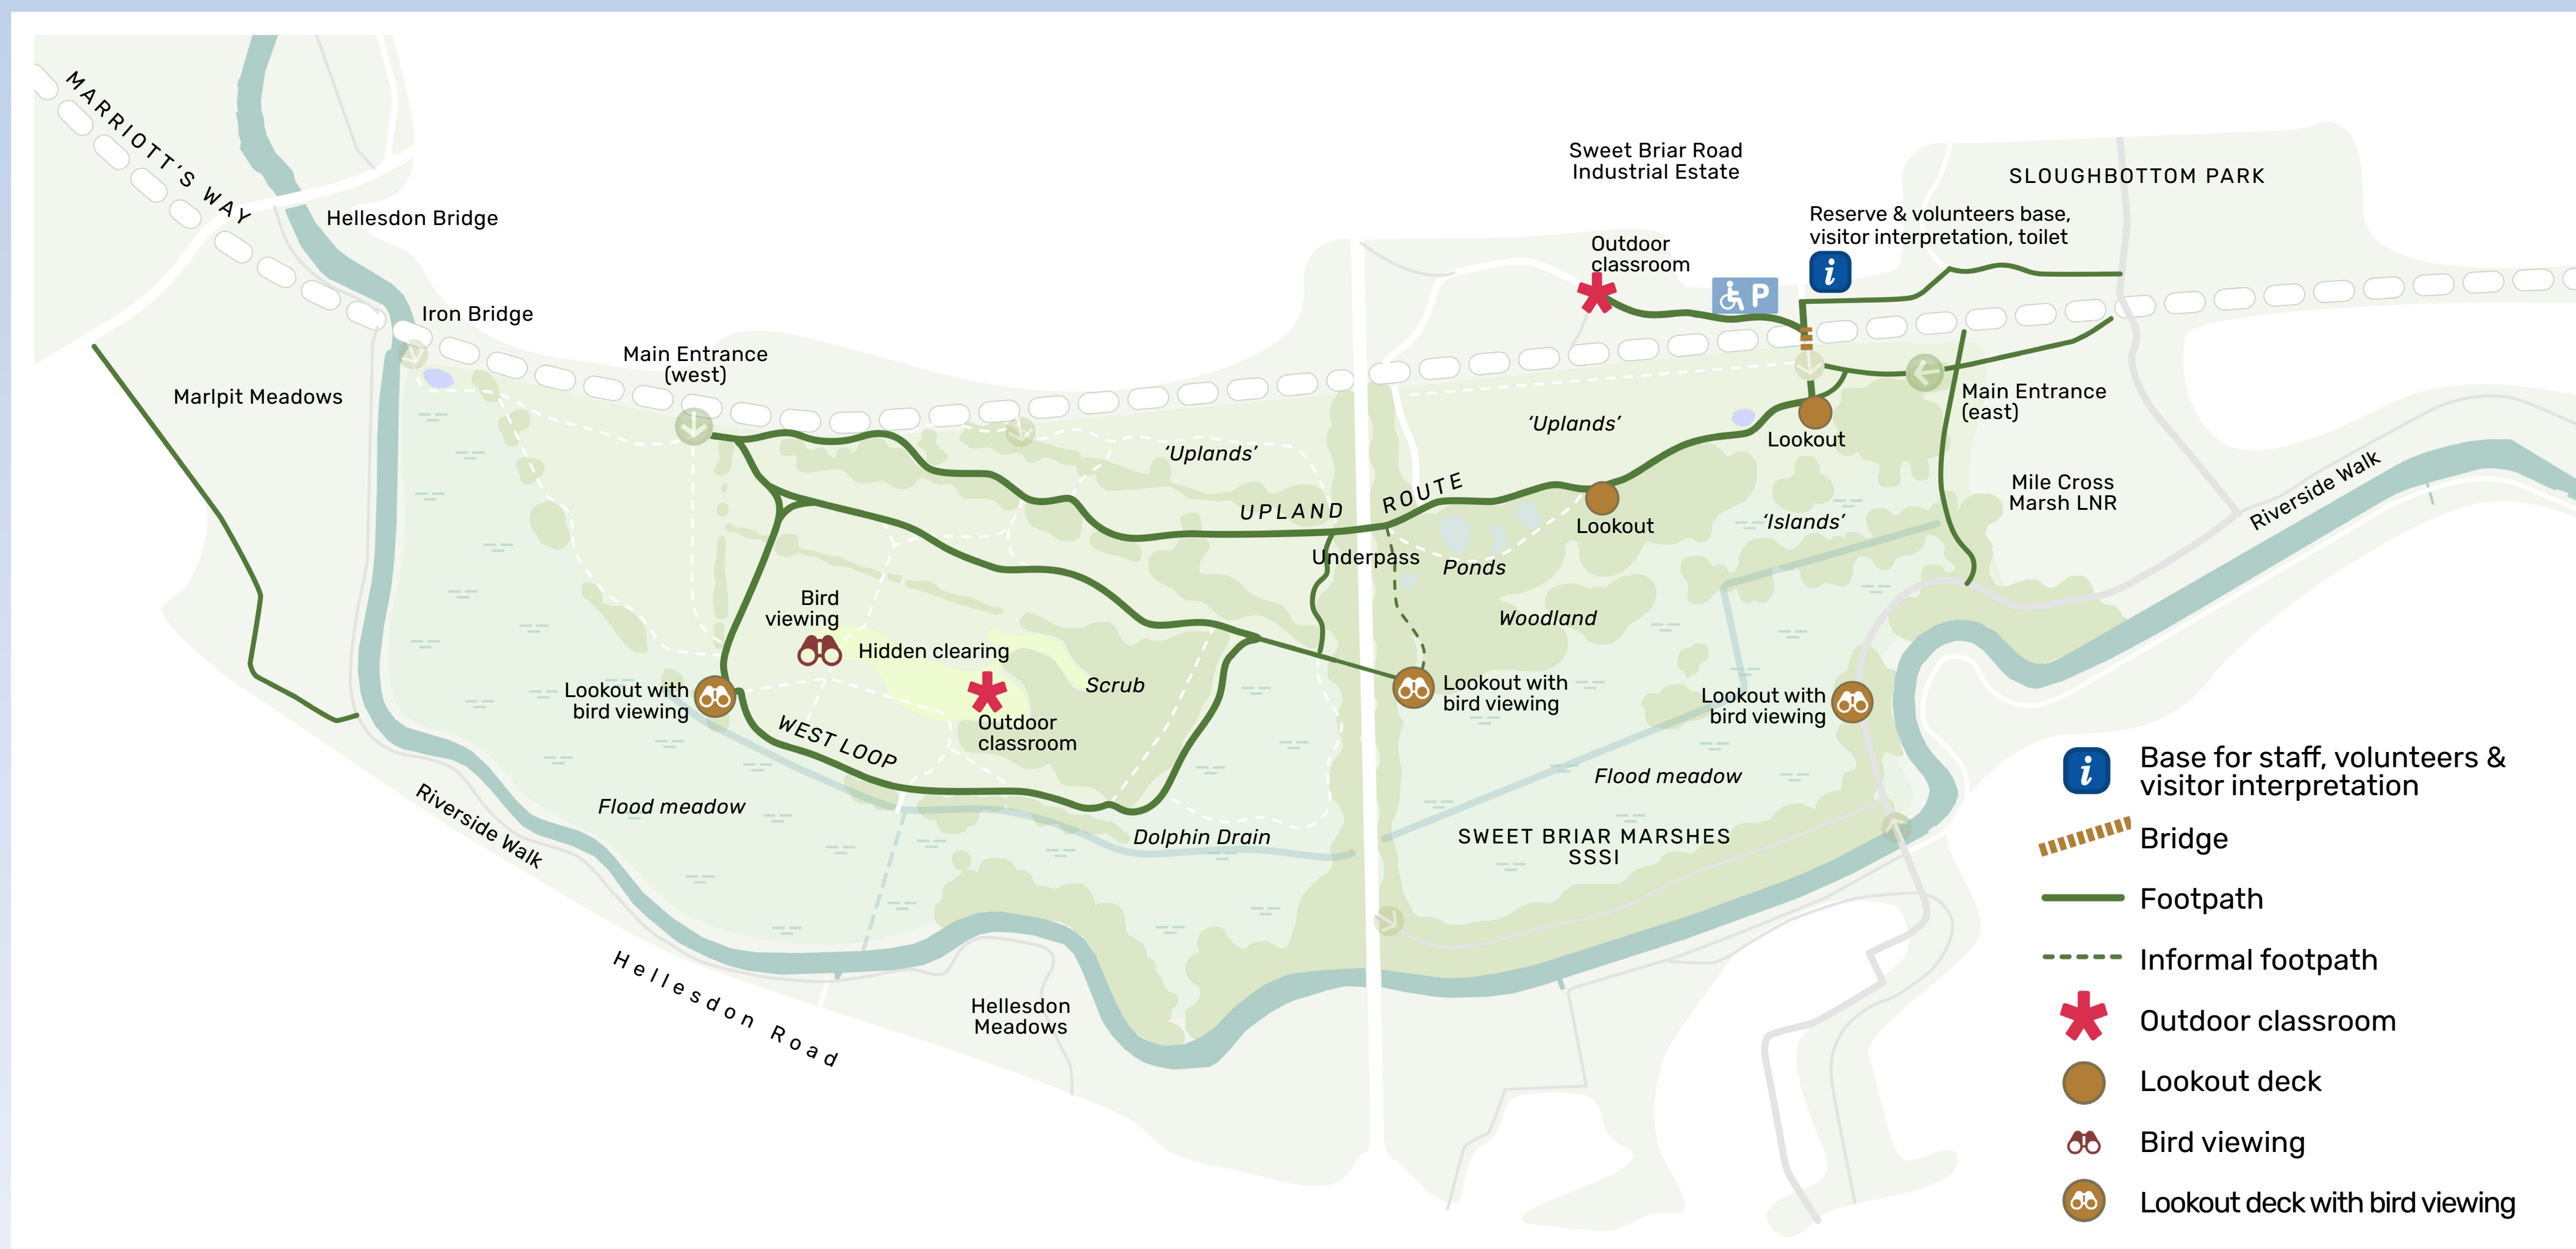 MARRIOTT'S WAY
Hellesdon Bridge
Iron Bridge
Marlpit Meadows
Main Entrance
(west)
Sweet Briar Road
Industrial Estate
SLOUGHBOTTOM PARK
Reserve & volunteers base,
visitor interpretation, toilet
i
Outdoor
classroom
P
Main Entrance
(east)
Lookout
'Uplands'
'Uplands'
UPLAND ROUTE
Lookout
'Islands'
Mile Cross
Marsh LNR
Riverside Walk
Underpass
Ponds
Woodland
Bird
viewing
Hidden clearing
Scrub
Lookout with
bird viewing
Outdoor
classroom
WEST LOOP
Lookout with
bird viewing
Lookout with
bird viewing
Flood meadow
Flood meadow
Dolphin Drain
SWEET BRIAR MARSHES
SSSI
Riverside Walk
Hellesdon Road
Hellesdon
Meadows
i
Base for staff, volunteers &
visitor interpretation
Bridge
Footpath
Informal footpath
Outdoor classroom
Lookout deck
Bird viewing
Lookout deck with bird viewing